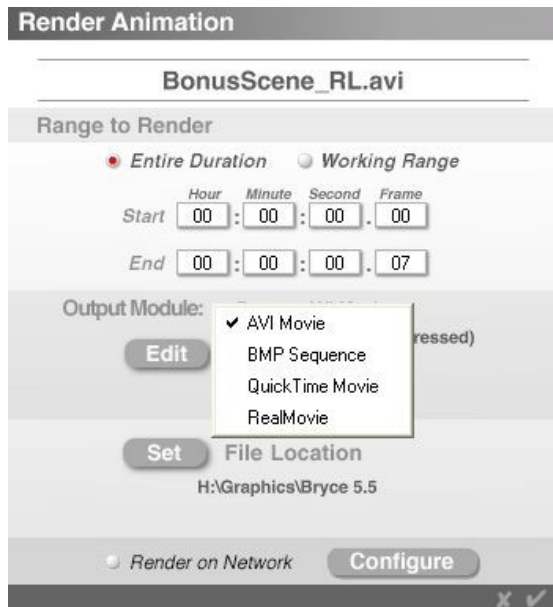 Render Animation
BonusScene_RL.avi
Range to Render
Entire Duration Working Range
Hour Minute Second Frame
Start 00 : 00 : 00 . 00
End 00 : 00 : 00 . 07
Output Module:
AVI Movie
ressed)
Edit BMP Sequence
QuickTime Movie
RealMovie
Set File Location
H:\Graphics\Bryce 5.5
Render on Network Configure